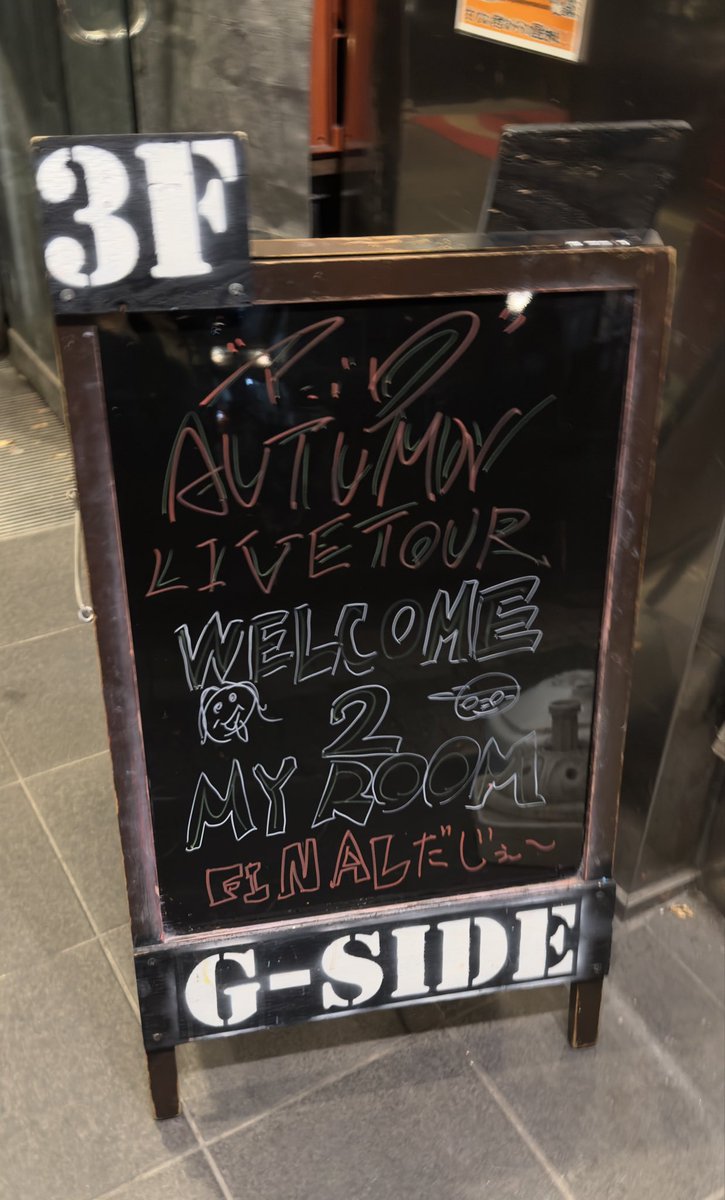 3F
AUTUMN
LIVE TOUR
WELCOME
2
MY ROOM
FINALだじぇ〜
G-SIDE